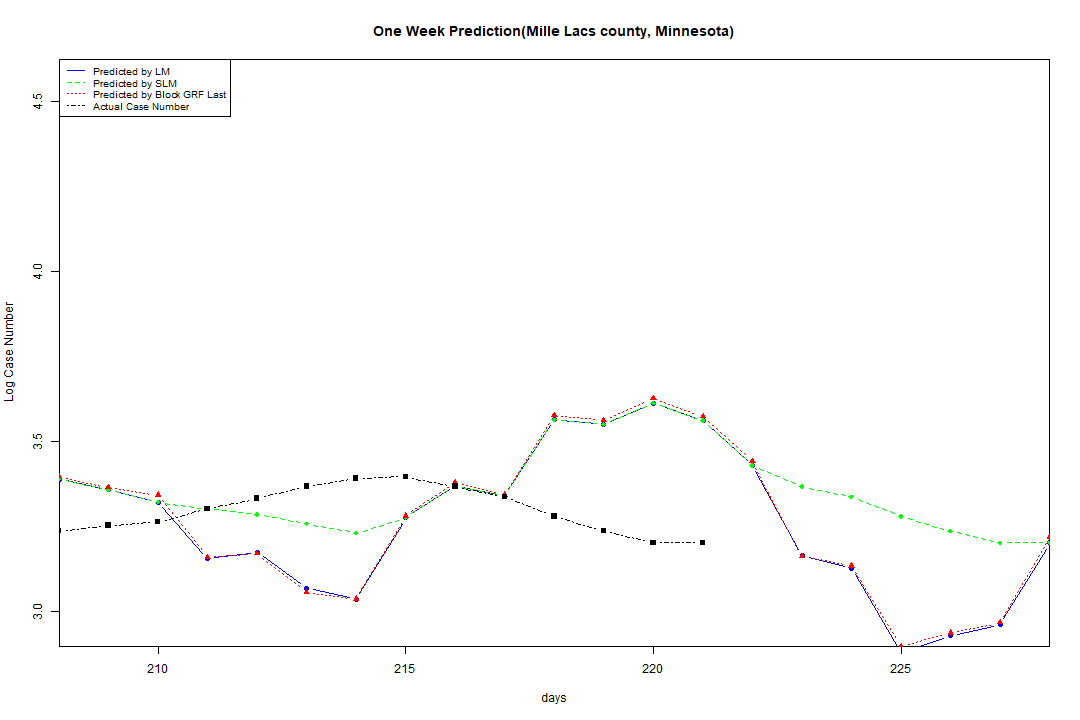 One Week Prediction(Mille Lacs county, Minnesota)
Predicted by LM
Predicted by SLM
Predicted by Block GRF Last
Actual Case Number
4.5
4.0
3.5
3.0
Log Case Number
210 215 220 225
days